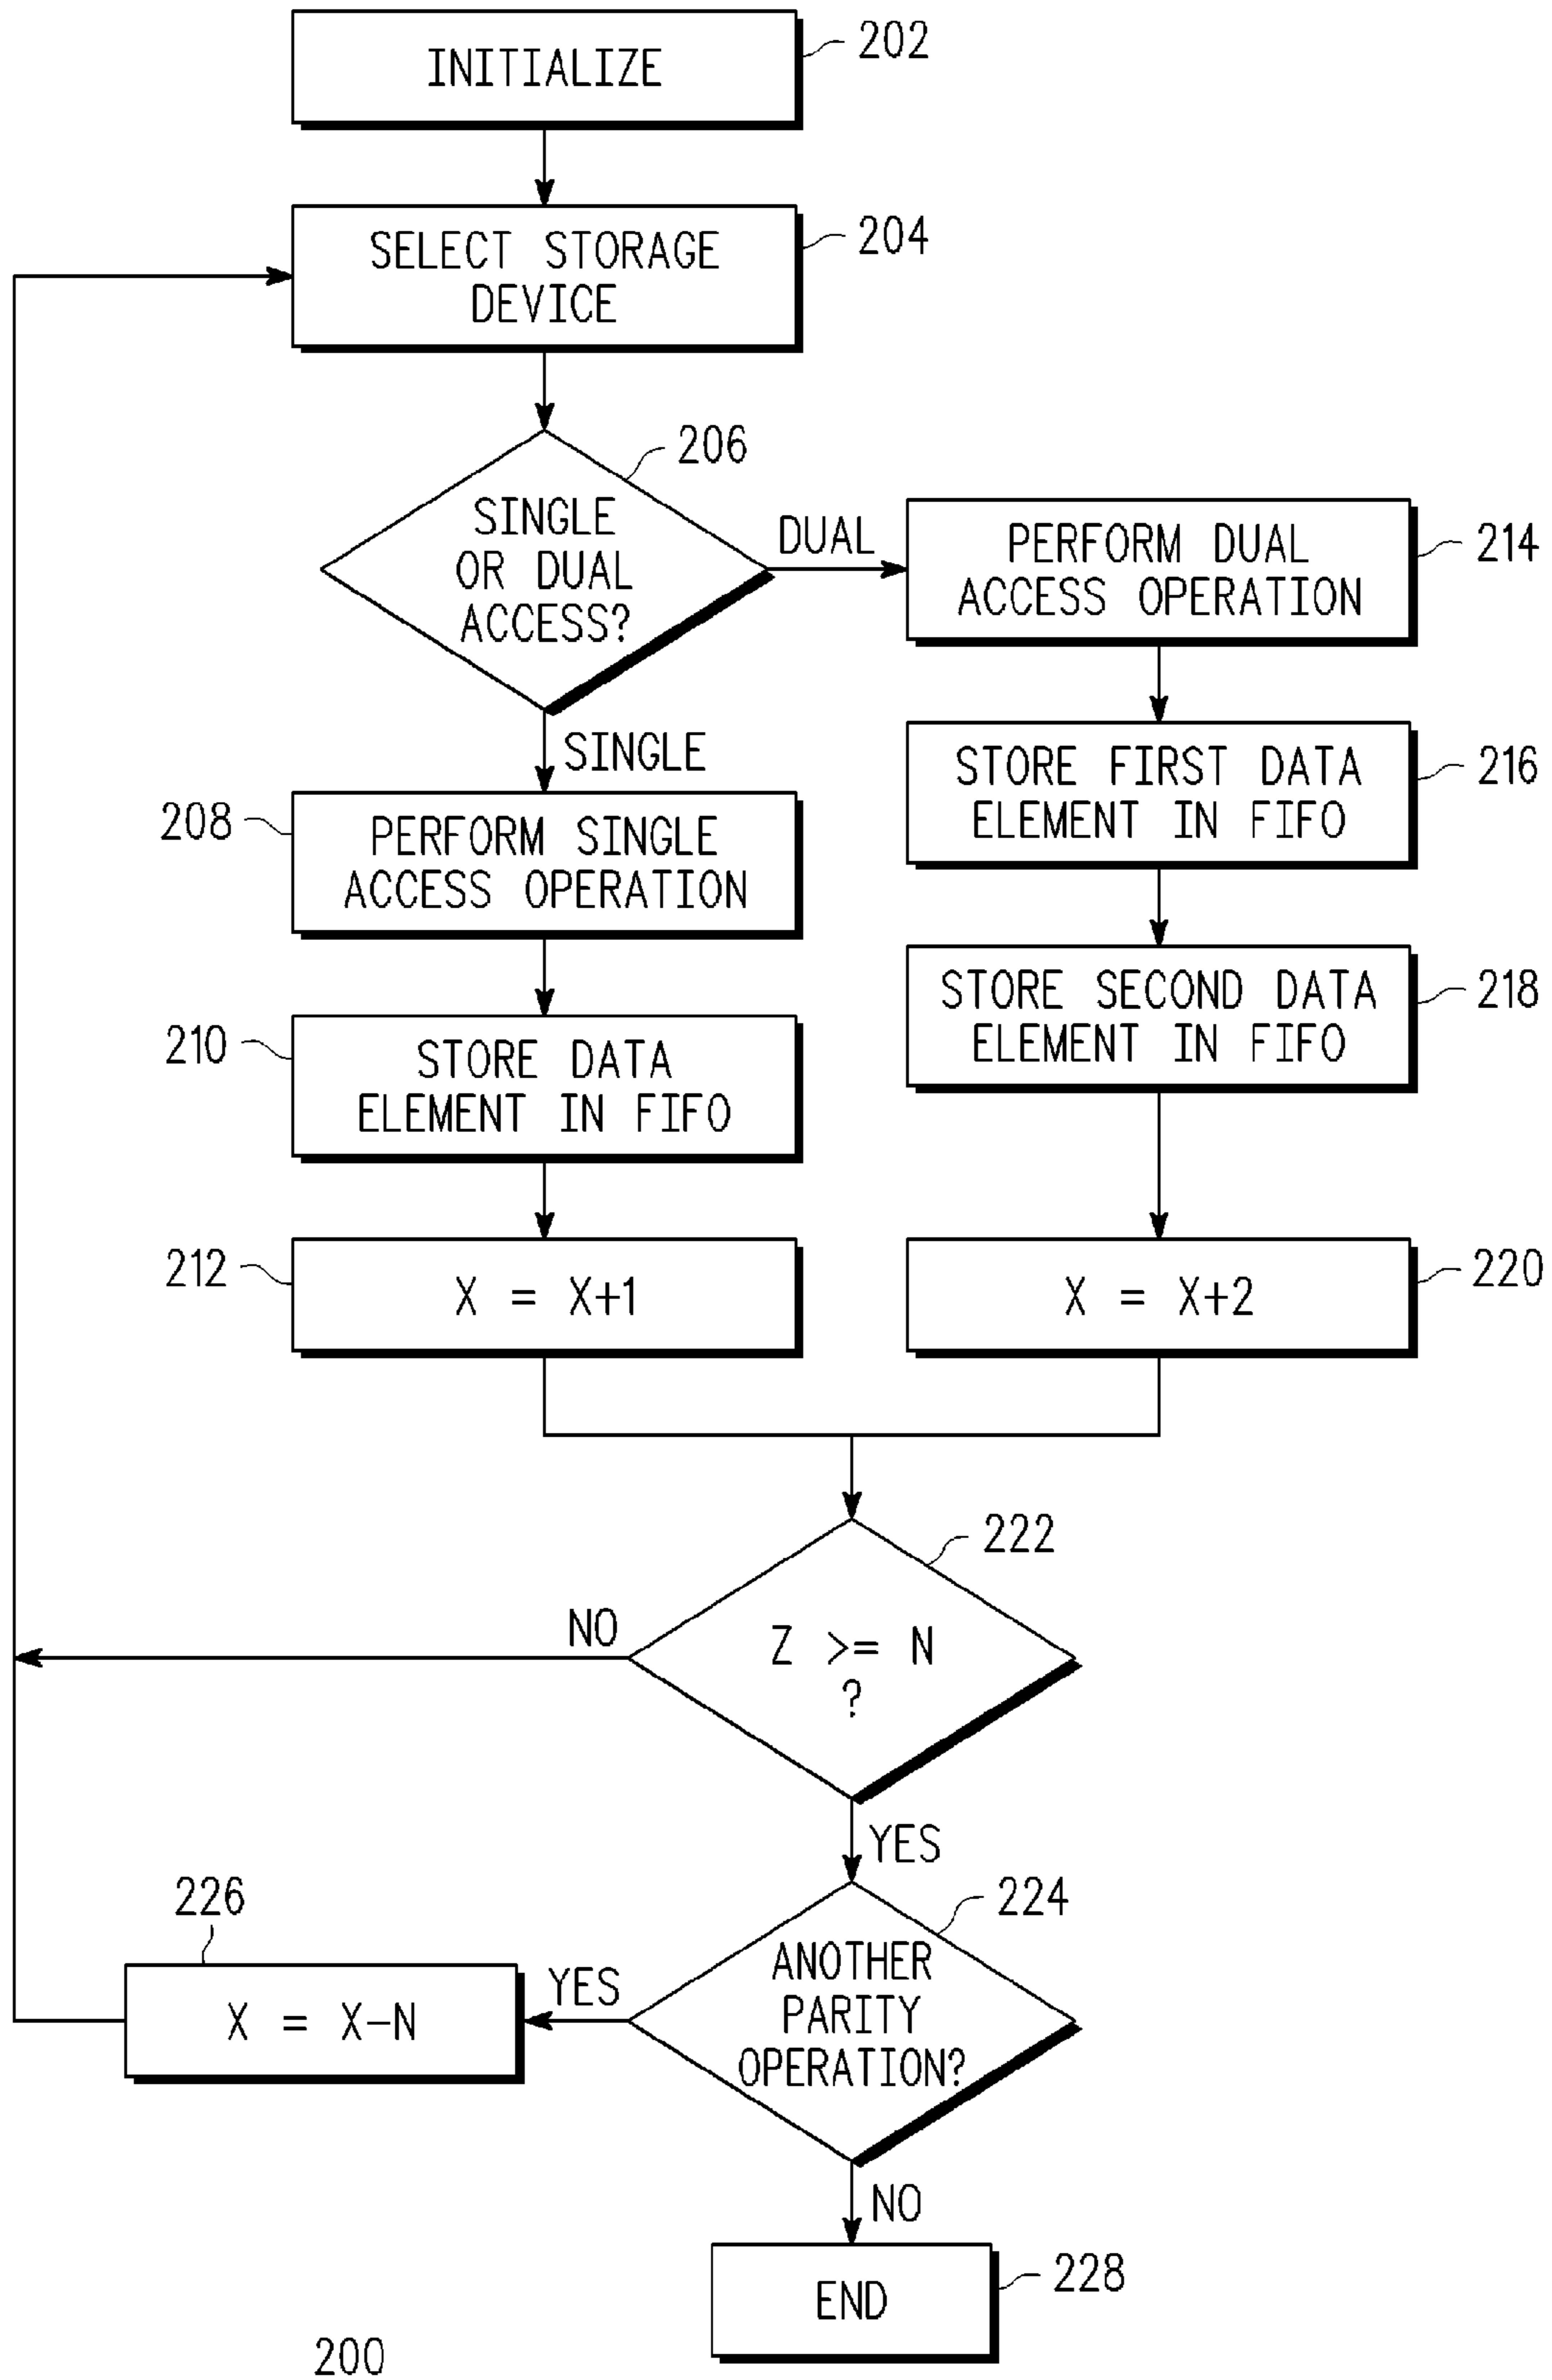 INITIALIZE
202
SELECT STORAGE
DEVICE
204
206
SINGLE
OR DUAL
ACCESS?
DUAL
PERFORM DUAL
ACCESS OPERATION
214
SINGLE
STORE FIRST DATA
ELEMENT IN FIFO
216
208
PERFORM SINGLE
ACCESS OPERATION
STORE SECOND DATA
ELEMENT IN FIFO
218
210
STORE DATA
ELEMENT IN FIFO
212
X = X+1
X = X+2
220
222
NO
Z >= N
?
YES
224
226
ANOTHER
PARITY
OPERATION?
YES
X = X-N
NO
END
228
200